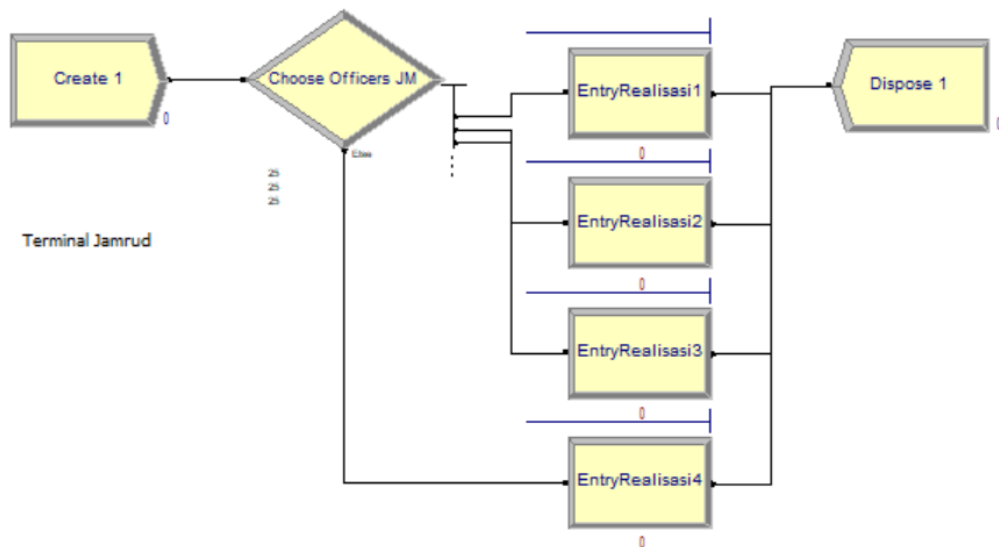 Create 1
0
Choose Officers JM
Else
25
25
25
Terminal Jamrud
EntryRealisasi1
0
EntryRealisasi2
0
EntryRealisasi3
0
EntryRealisasi4
0
Dispose 1
0